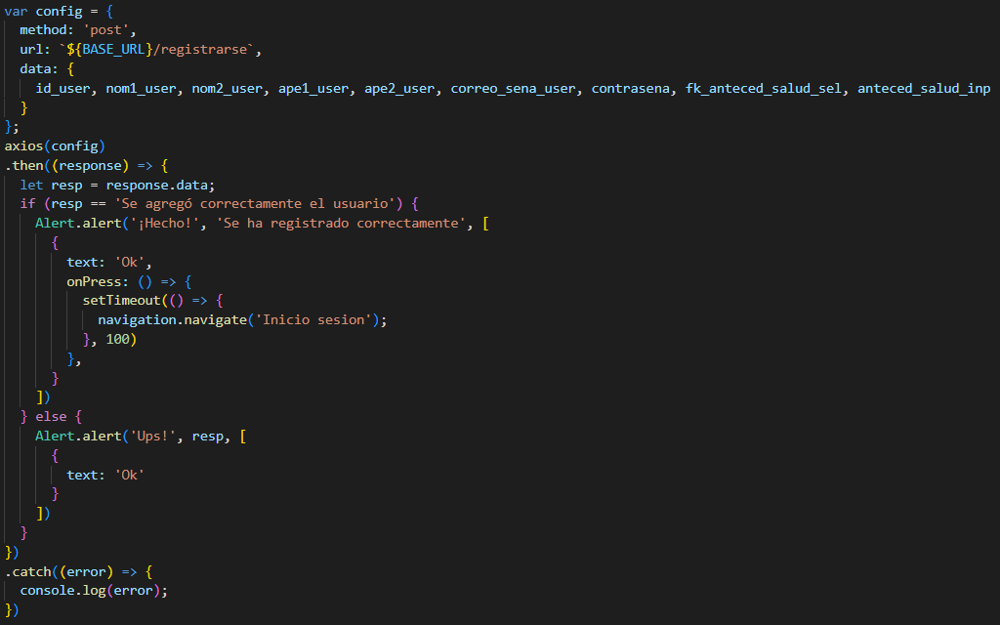 var config = {
  method: 'post',
  url: `${BASE_URL}/registrarse`,
  data: {
    id_user, nom1_user, nom2_user, ape1_user, ape2_user, correo_sena_user, contrasena, fk_anteced_salud_sel, anteced_salud_inp
  }
};
axios(config)
.then((response) => {
  let resp = response.data;
  if (resp == 'Se agregó correctamente el usuario') {
    Alert.alert('¡Hecho!', 'Se ha registrado correctamente', [
      {
        text: 'Ok',
        onPress: () => {
          setTimeout(() => {
            navigation.navigate('Inicio sesion');
          }, 100)
        },
      }
    ])
  } else {
    Alert.alert('Ups!', resp, [
      {
        text: 'Ok'
      }
    ])
  }
})
.catch((error) => {
  console.log(error);
})